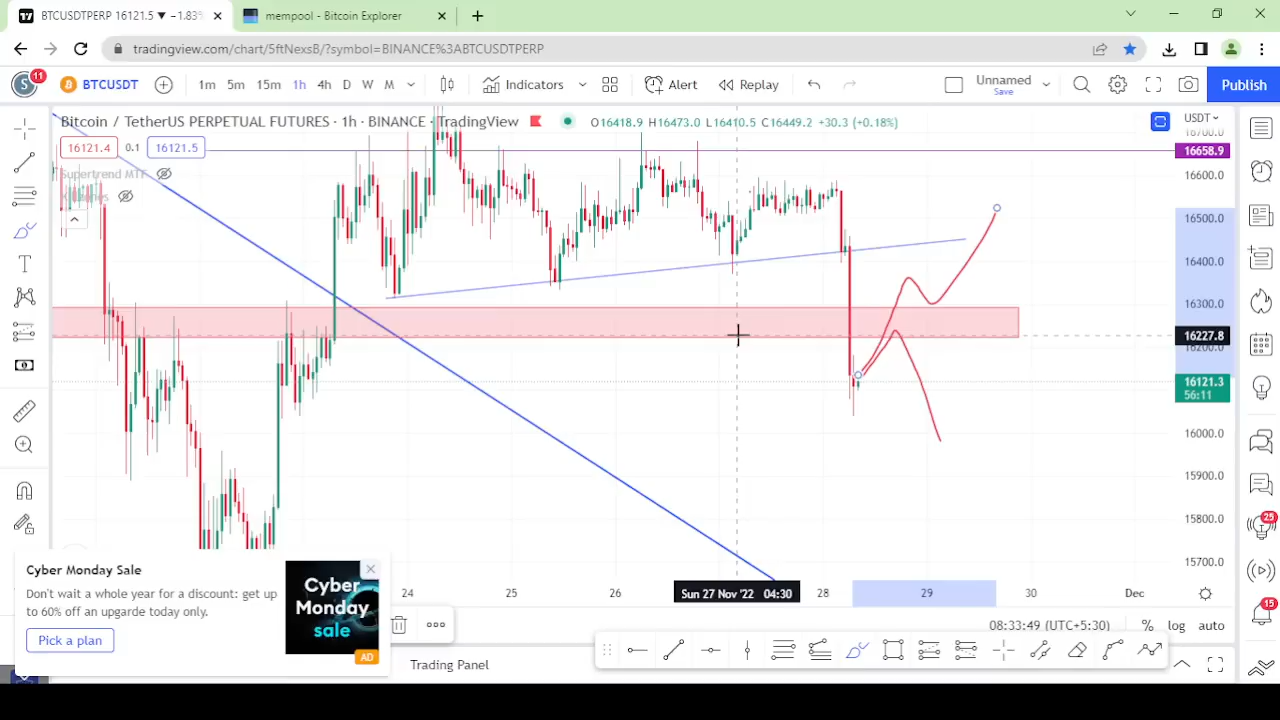 BTCUSDTPERP 16121.5 ▼ −1.83%
mempool - Bitcoin Explorer
tradingview.com/chart/5ftNexsB/?symbol=BINANCE%3ABTCUSDTPERP
S 11 BTCUSDT 1m 5m 15m 1h 4h D W M Indicators Alert Replay Unnamed Save Publish
Bitcoin / TetherUS PERPETUAL FUTURES · 1h · BINANCE · TradingView O16418.9 H16473.0 L16410.5 C16449.2 +30.3 (+0.18%)
16121.4 0.1 16121.5
Supertrend MTF
USDT
16700.0
16658.9
16600.0
16500.0
16400.0
16300.0
16227.8
16200.0
16121.3
56:11
16000.0
15900.0
15800.0
15700.0
24 25 26 Sun 27 Nov '22 04:30 28 29 30 Dec
Cyber Monday Sale
Don't wait a whole year for a discount: get up
to 60% off an upgarde today only.
Pick a plan
Cyber
Monday
sale
AD
08:33:49 (UTC+5:30) % log auto
Trading Panel
25
15